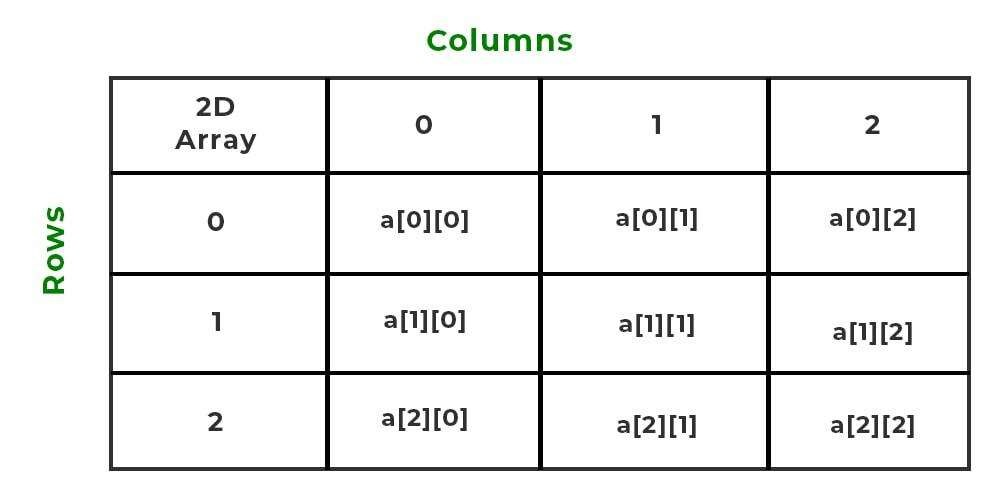 Columns
2D
Array
0
1
2
Rows
0
a[0][0]
a[0][1]
a[0][2]
1
a[1][0]
a[1][1]
a[1][2]
2
a[2][0]
a[2][1]
a[2][2]